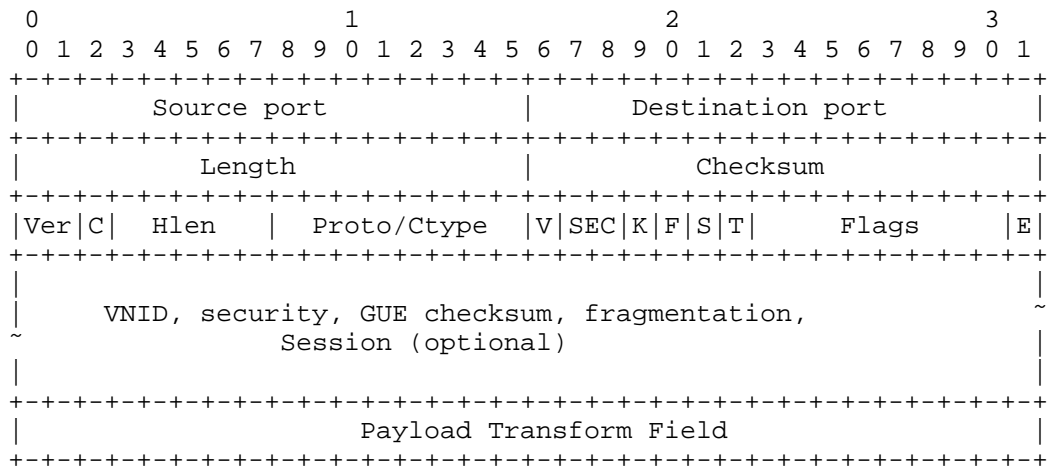 0                   1                   2                   3
 0 1 2 3 4 5 6 7 8 9 0 1 2 3 4 5 6 7 8 9 0 1 2 3 4 5 6 7 8 9 0 1
+-+-+-+-+-+-+-+-+-+-+-+-+-+-+-+-+-+-+-+-+-+-+-+-+-+-+-+-+-+-+-+-+
|        Source port            |      Destination port         |
+-+-+-+-+-+-+-+-+-+-+-+-+-+-+-+-+-+-+-+-+-+-+-+-+-+-+-+-+-+-+-+-+
|           Length              |          Checksum             |
+-+-+-+-+-+-+-+-+-+-+-+-+-+-+-+-+-+-+-+-+-+-+-+-+-+-+-+-+-+-+-+-+
|Ver|C|  Hlen   |  Proto/Ctype  |V|SEC|K|F|S|T|     Flags     |E|
+-+-+-+-+-+-+-+-+-+-+-+-+-+-+-+-+-+-+-+-+-+-+-+-+-+-+-+-+-+-+-+-+
|                                                               |
|     VNID, security, GUE checksum, fragmentation,              ~
~                Session (optional)                             |
|                                                               |
+-+-+-+-+-+-+-+-+-+-+-+-+-+-+-+-+-+-+-+-+-+-+-+-+-+-+-+-+-+-+-+-+
|                     Payload Transform Field                   |
+-+-+-+-+-+-+-+-+-+-+-+-+-+-+-+-+-+-+-+-+-+-+-+-+-+-+-+-+-+-+-+-+